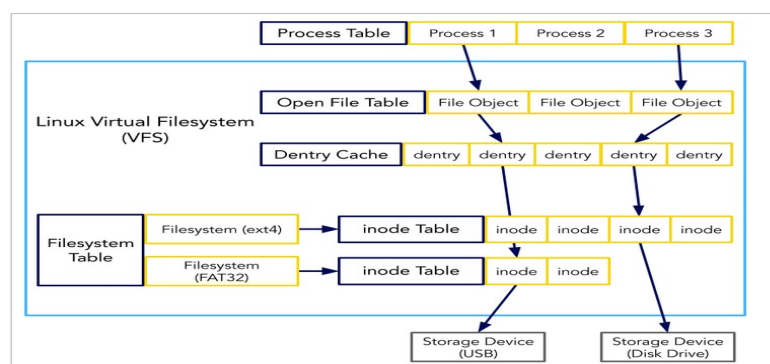 Process Table
Process 1
Process 2
Process 3
Linux Virtual Filesystem
(VFS)
Open File Table
File Object
File Object
File Object
Dentry Cache
dentry
dentry
dentry
dentry
dentry
Filesystem
Table
Filesystem (ext4)
inode Table
inode
inode
inode
inode
Filesystem
(FAT32)
inode Table
inode
inode
Storage Device
(USB)
Storage Device
(Disk Drive)